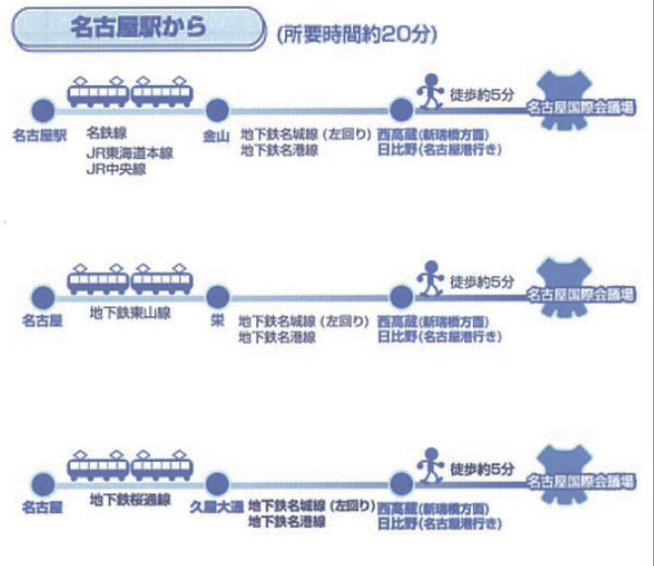 名古屋駅から
(所要時間約20分)
徒歩約5分
名古屋国際会議場
名古屋駅
名鉄線
JR東海道本線
JR中央線
金山
地下鉄名城線 (左回り)
地下鉄名港線
西高蔵(新瑞橋方面)
日比野(名古屋港行き)
徒歩約5分
名古屋国際会議場
名古屋
地下鉄東山線
栄
地下鉄名城線 (左回り)
地下鉄名港線
西高蔵(新瑞橋方面)
日比野(名古屋港行き)
徒歩約5分
名古屋国際会議場
名古屋
地下鉄桜通線
久屋大通
地下鉄名城線 (左回り)
地下鉄名港線
西高蔵(新瑞橋方面)
日比野(名古屋港行き)